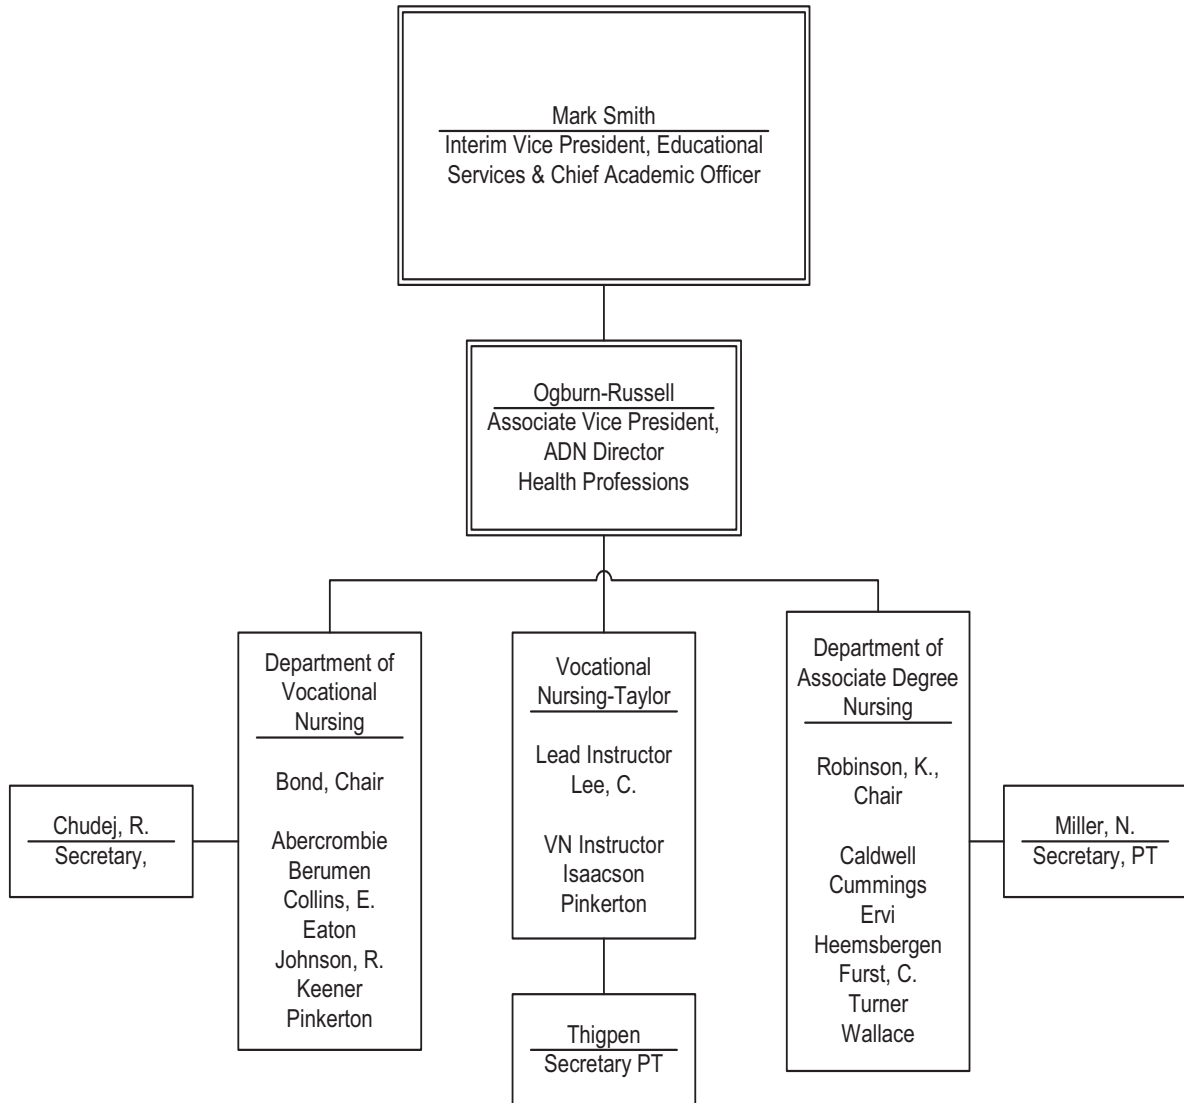 Mark Smith
Interim Vice President, Educational
Services & Chief Academic Officer
Ogburn-Russell
Associate Vice President,
ADN Director
Health Professions
Department of
Vocational
Nursing
Bond, Chair
Abercrombie
Berumen
Collins, E.
Eaton
Johnson, R.
Keener
Pinkerton
Chudej, R.
Secretary,
Vocational
Nursing-Taylor
Lead Instructor
Lee, C.
VN Instructor
Isaacson
Pinkerton
Thigpen
Secretary PT
Department of
Associate Degree
Nursing
Robinson, K.,
Chair
Caldwell
Cummings
Ervi
Heemsbergen
Furst, C.
Turner
Wallace
Miller, N.
Secretary, PT